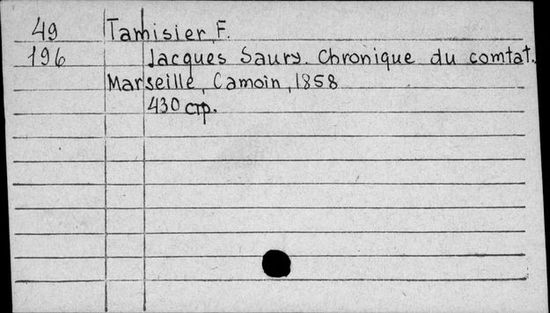 49 Tamisier, F.
196 Jacques Saury. Chronique du comtat.
Marseille, Camoin, 1858
430 стр.